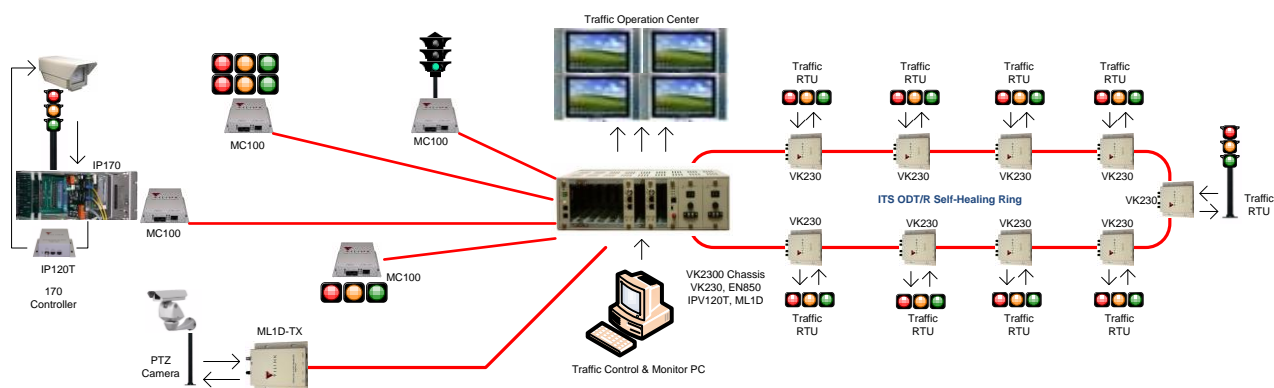 Traffic Operation Center
MC100
MC100
IP170
MC100
IP120T
170
Controller
MC100
PTZ
Camera
ML1D-TX
Traffic Control & Monitor PC
VK2300 Chassis
VK230, EN850
IPV120T, ML1D
Traffic
RTU
Traffic
RTU
Traffic
RTU
Traffic
RTU
VK230
VK230
VK230
VK230
ITS ODT/R Self-Healing Ring
VK230
Traffic
RTU
VK230
VK230
VK230
VK230
Traffic
RTU
Traffic
RTU
Traffic
RTU
Traffic
RTU